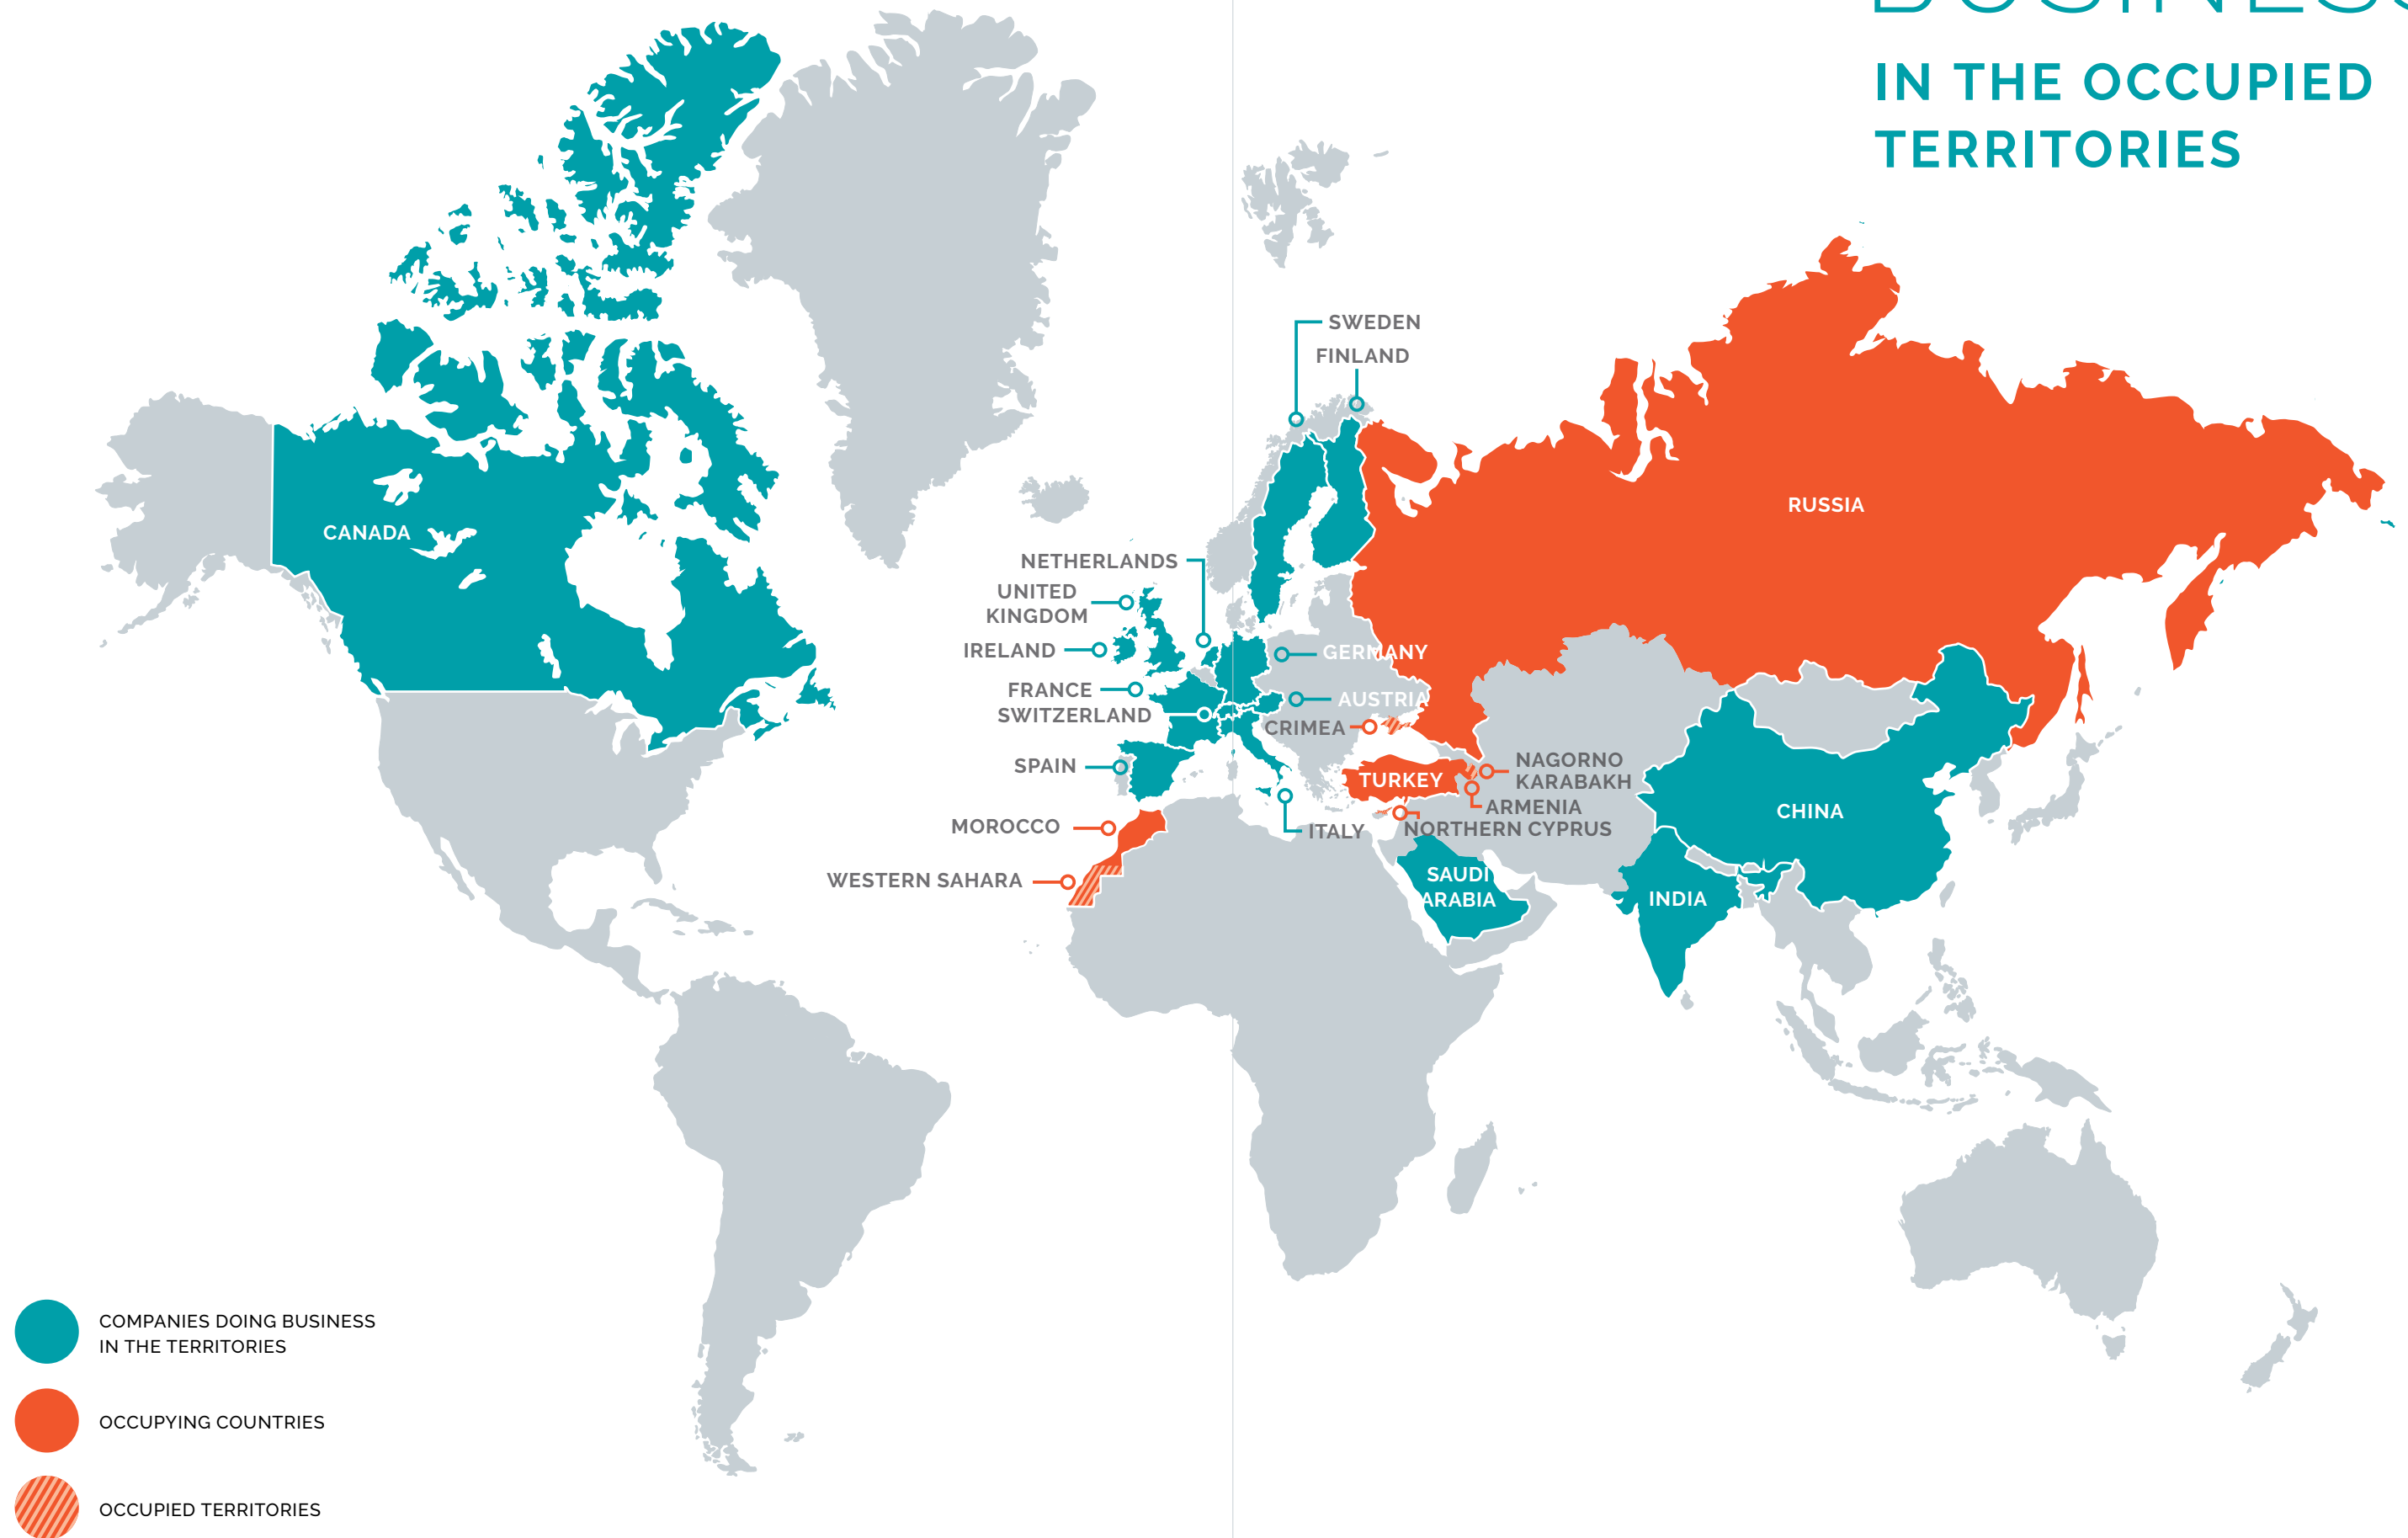 IN THE OCCUPIED
TERRITORIES
SWEDEN
FINLAND
RUSSIA
CANADA
NETHERLANDS
UNITED
KINGDOM
IRELAND
GERMANY
FRANCE
AUSTRIA
SWITZERLAND
CRIMEA
SPAIN
TURKEY
NAGORNO
KARABAKH
ARMENIA
CHINA
MOROCCO
ITALY
NORTHERN CYPRUS
WESTERN SAHARA
SAUDI
ARABIA
INDIA
COMPANIES DOING BUSINESS
IN THE TERRITORIES
OCCUPYING COUNTRIES
OCCUPIED TERRITORIES